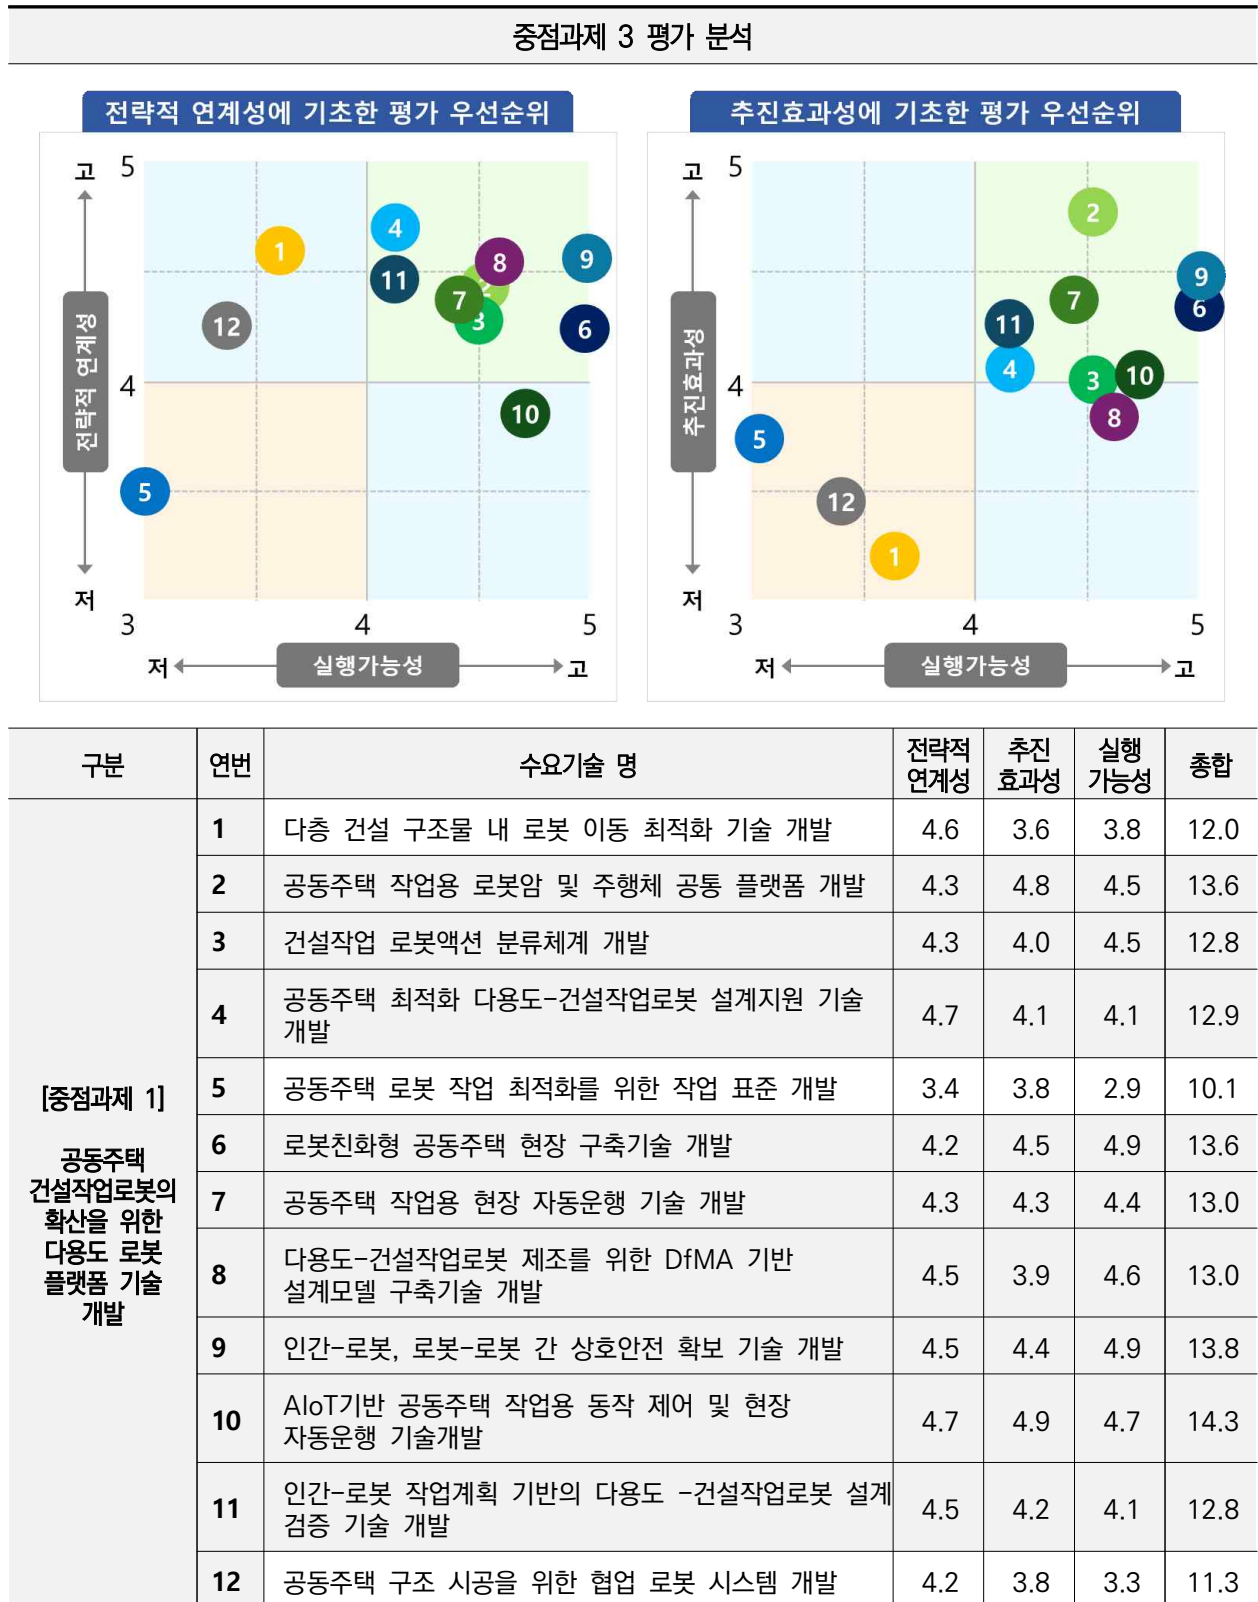 중점과제 3 평가 분석
전략적 연계성에 기초한 평가 우선순위
고
5
4
1
4
11
12
8
9
2
7
3
6
10
5
전략적 연계성
저
3
4
5
저
실행가능성
고
추진효과성에 기초한 평가 우선순위
고
5
4
2
9
6
7
11
4
3
10
8
5
12
1
추진효과성
저
3
4
5
저
실행가능성
고
구분 연번 수요기술 명 전략적 연계성 추진 효과성 실행 가능성 총합
[중점과제 1]
공동주택
건설작업로봇의
확산을 위한
다용도 로봇
플랫폼 기술
개발
1 다층 건설 구조물 내 로봇 이동 최적화 기술 개발 4.6 3.6 3.8 12.0
2 공동주택 작업용 로봇암 및 주행체 공통 플랫폼 개발 4.3 4.8 4.5 13.6
3 건설작업 로봇액션 분류체계 개발 4.3 4.0 4.5 12.8
4 공동주택 최적화 다용도-건설작업로봇 설계지원 기술
개발 4.7 4.1 4.1 12.9
5 공동주택 로봇 작업 최적화를 위한 작업 표준 개발 3.4 3.8 2.9 10.1
6 로봇친화형 공동주택 현장 구축기술 개발 4.2 4.5 4.9 13.6
7 공동주택 작업용 현장 자동운행 기술 개발 4.3 4.3 4.4 13.0
8 다용도-건설작업로봇 제조를 위한 DfMA 기반
설계모델 구축기술 개발 4.5 3.9 4.6 13.0
9 인간-로봇, 로봇-로봇 간 상호안전 확보 기술 개발 4.5 4.4 4.9 13.8
10 AIoT기반 공동주택 작업용 동작 제어 및 현장
자동운행 기술개발 4.7 4.9 4.7 14.3
11 인간-로봇 작업계획 기반의 다용도 -건설작업로봇 설계
검증 기술 개발 4.5 4.2 4.1 12.8
12 공동주택 구조 시공을 위한 협업 로봇 시스템 개발 4.2 3.8 3.3 11.3